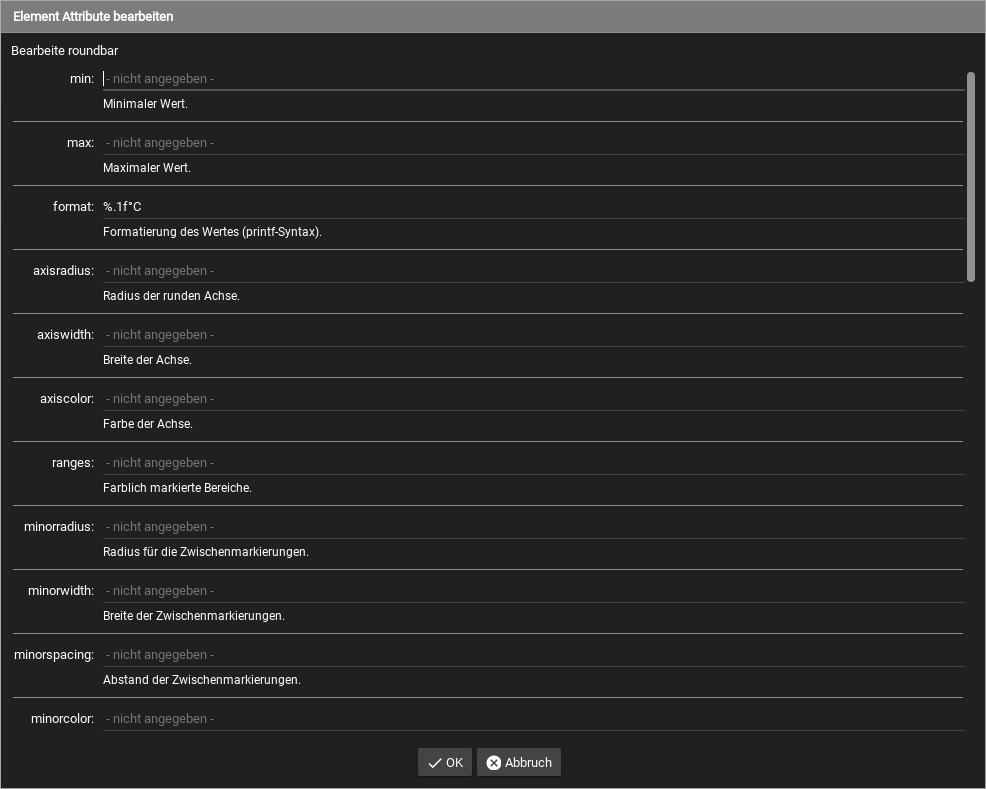 Element Attribute bearbeiten
Bearbeite roundbar
min: - nicht angegeben -
Minimaler Wert.
max: - nicht angegeben -
Maximaler Wert.
format: %.1f°C
Formatierung des Wertes (printf-Syntax).
axisradius: - nicht angegeben -
Radius der runden Achse.
axiswidth: - nicht angegeben -
Breite der Achse.
axiscolor: - nicht angegeben -
Farbe der Achse.
ranges: - nicht angegeben -
Farblich markierte Bereiche.
minorradius: - nicht angegeben -
Radius für die Zwischenmarkierungen.
minorwidth: - nicht angegeben -
Breite der Zwischenmarkierungen.
minorspacing: - nicht angegeben -
Abstand der Zwischenmarkierungen.
minorcolor: - nicht angegeben -
OK Abbruch